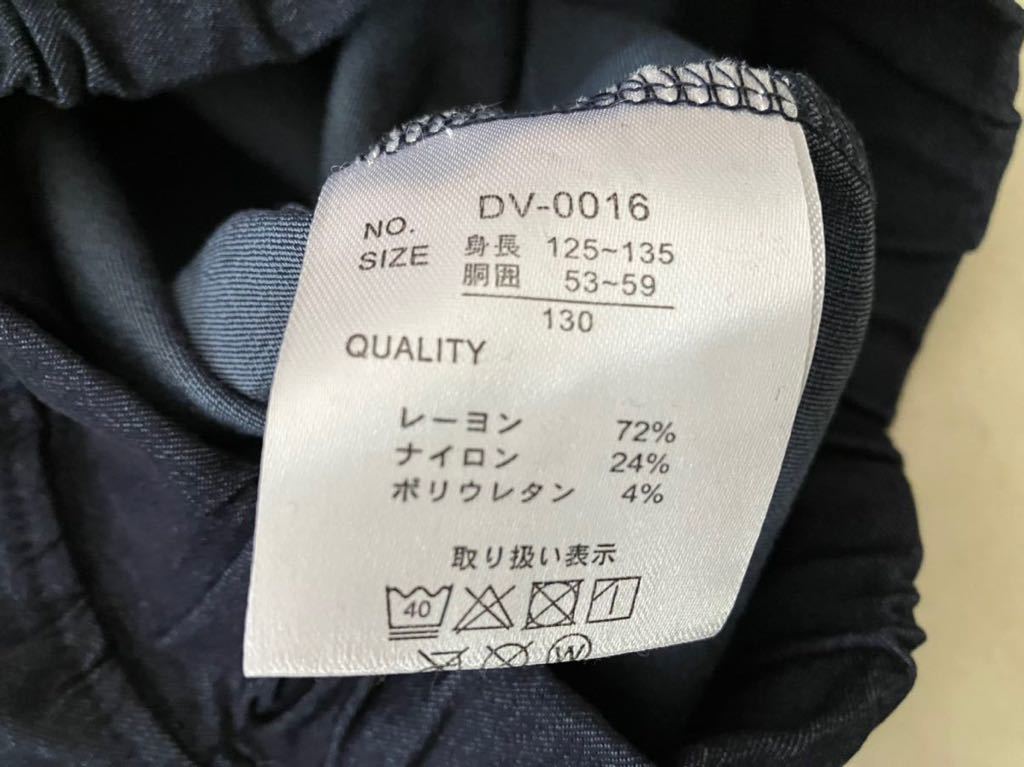 NO. DV-0016
SIZE 身長 125~135
胴囲 53~59
130
QUALITY
レーヨン 72%
ナイロン 24%
ポリウレタン 4%
取り扱い表示
40
W